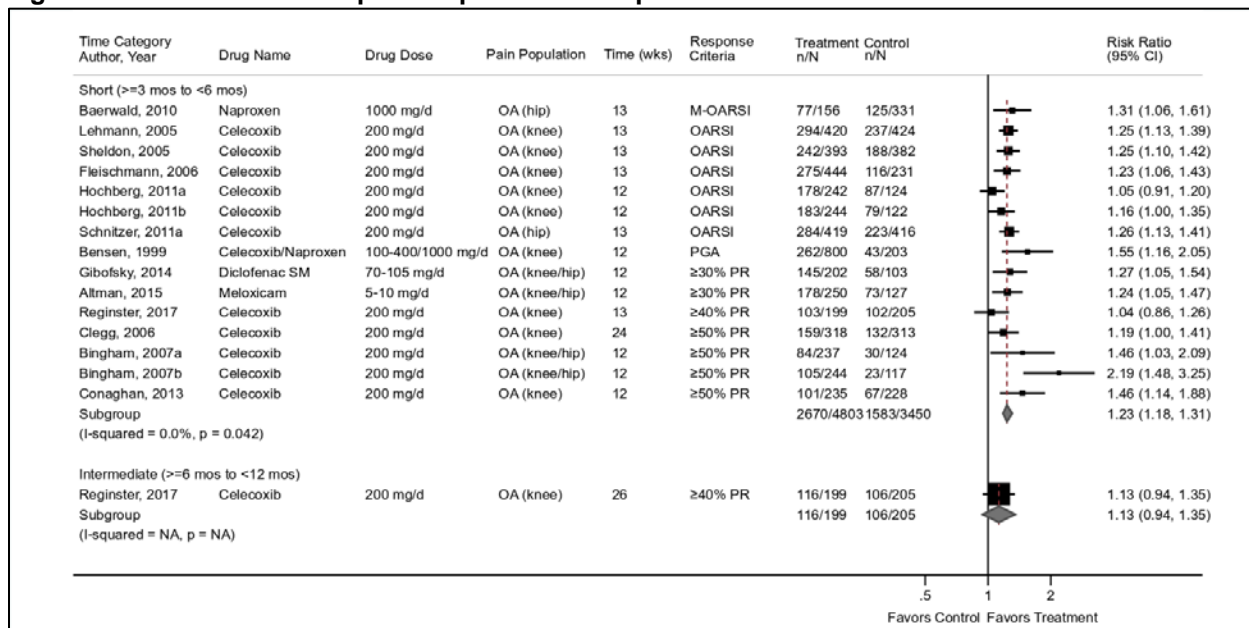 Time Category
Author, Year Drug Name Drug Dose Pain Population Time (wks) Response Criteria Treatment n/N Control n/N Risk Ratio (95% CI)
Short (>=3 mos to <6 mos)
Baerwald, 2010 Naproxen 1000 mg/d OA (hip) 13 M-OARSI 77/156 125/331 1.31 (1.06, 1.61)
Lehmann, 2005 Celecoxib 200 mg/d OA (knee) 13 OARSI 294/420 237/424 1.25 (1.13, 1.39)
Sheldon, 2005 Celecoxib 200 mg/d OA (knee) 13 OARSI 242/393 188/382 1.25 (1.10, 1.42)
Fleischmann, 2006 Celecoxib 200 mg/d OA (knee) 13 OARSI 275/444 116/231 1.23 (1.06, 1.43)
Hochberg, 2011a Celecoxib 200 mg/d OA (knee) 12 OARSI 178/242 87/124 1.05 (0.91, 1.20)
Hochberg, 2011b Celecoxib 200 mg/d OA (knee) 12 OARSI 183/244 79/122 1.16 (1.00, 1.35)
Schnitzer, 2011a Celecoxib 200 mg/d OA (hip) 13 OARSI 284/419 223/416 1.26 (1.13, 1.41)
Bensen, 1999 Celecoxib/Naproxen 100-400/1000 mg/d OA (knee) 12 PGA 262/800 43/203 1.55 (1.16, 2.05)
Gibofsky, 2014 Diclofenac SM 70-105 mg/d OA (knee/hip) 12 ≥30% PR 145/202 58/103 1.27 (1.05, 1.54)
Altman, 2015 Meloxicam 5-10 mg/d OA (knee/hip) 12 ≥30% PR 178/250 73/127 1.24 (1.05, 1.47)
Reginster, 2017 Celecoxib 200 mg/d OA (knee) 13 ≥40% PR 103/199 102/205 1.04 (0.86, 1.26)
Clegg, 2006 Celecoxib 200 mg/d OA (knee) 24 ≥50% PR 159/318 132/313 1.19 (1.00, 1.41)
Bingham, 2007a Celecoxib 200 mg/d OA (knee/hip) 12 ≥50% PR 84/237 30/124 1.46 (1.03, 2.09)
Bingham, 2007b Celecoxib 200 mg/d OA (knee/hip) 12 ≥50% PR 105/244 23/117 2.19 (1.48, 3.25)
Conaghan, 2013 Celecoxib 200 mg/d OA (knee) 12 ≥50% PR 101/235 67/228 1.46 (1.14, 1.88)
Subgroup 2670/4803 1583/3450 1.23 (1.18, 1.31)
(I-squared = 0.0%, p = 0.042)
Intermediate (>=6 mos to <12 mos)
Reginster, 2017 Celecoxib 200 mg/d OA (knee) 26 ≥40% PR 116/199 106/205 1.13 (0.94, 1.35)
Subgroup 116/199 106/205 1.13 (0.94, 1.35)
(I-squared = NA, p = NA)
.5 1 2
Favors Control Favors Treatment